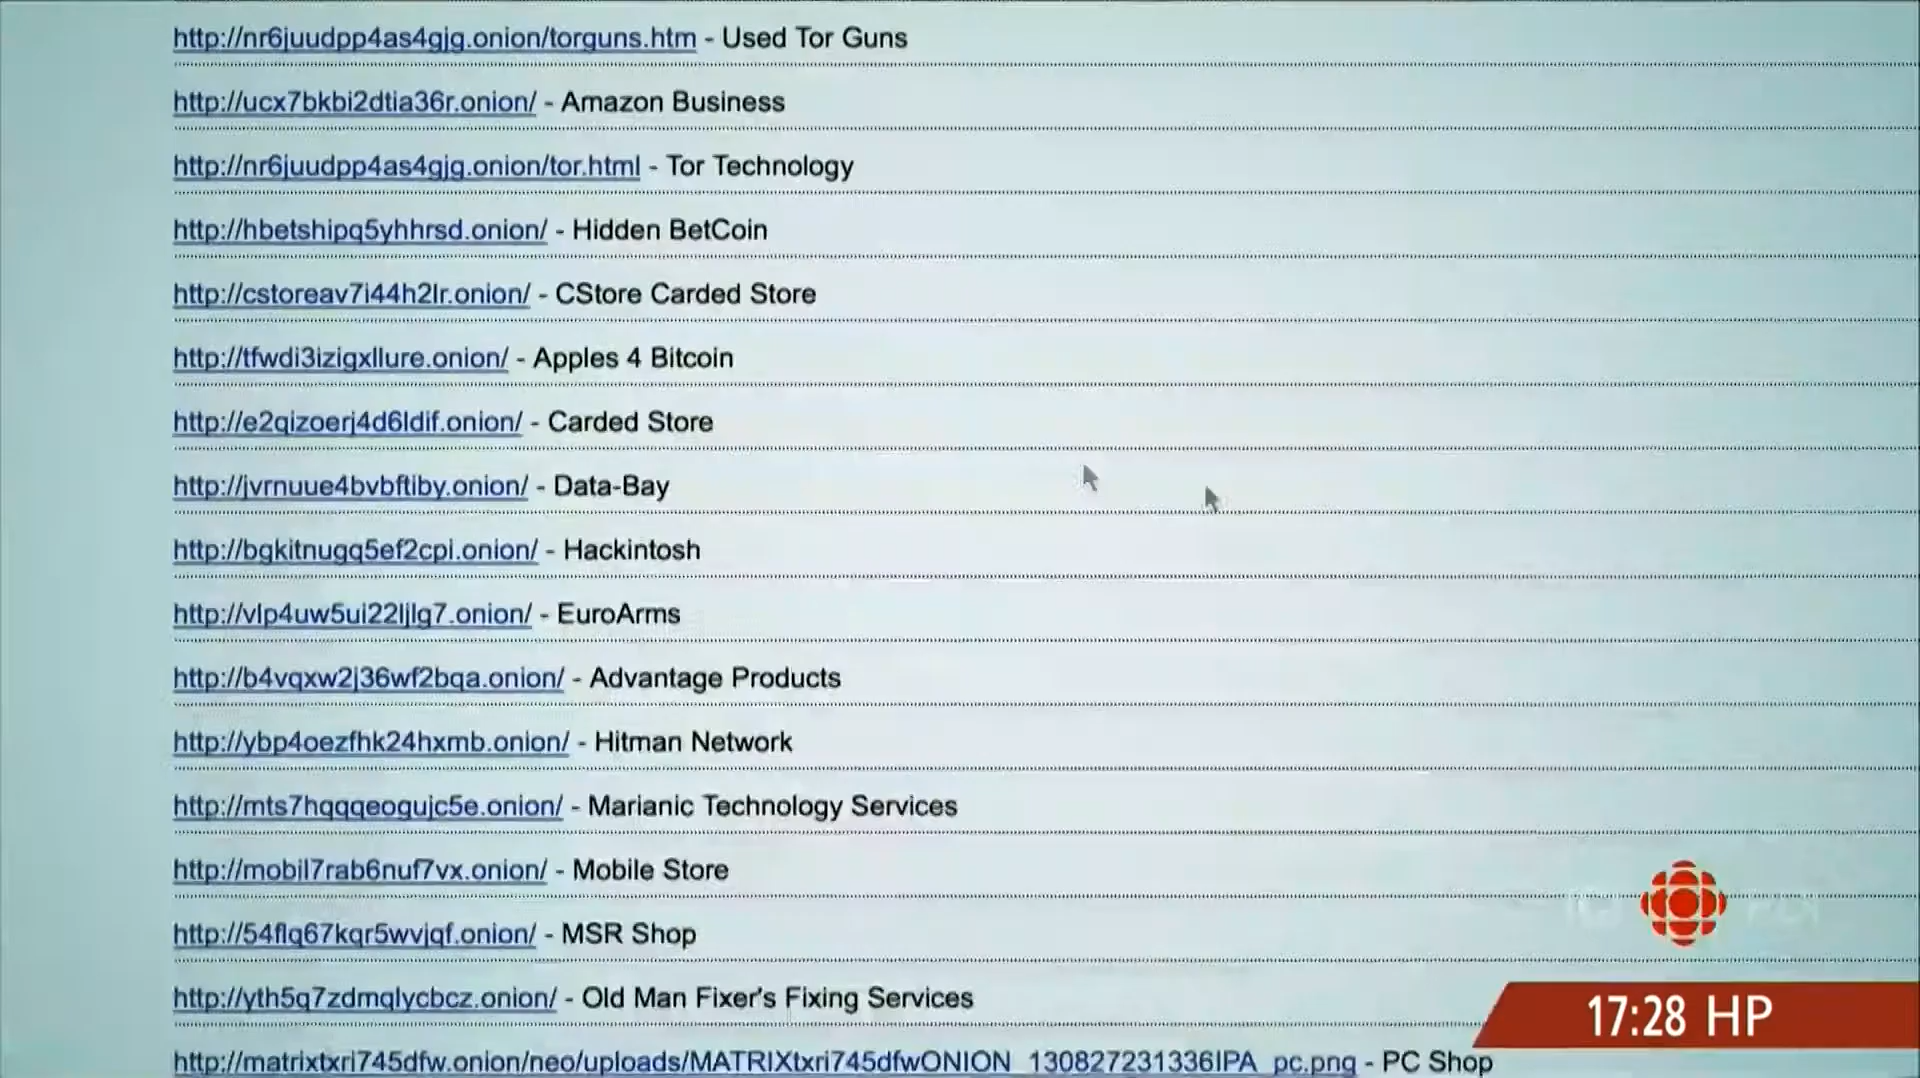 http://nr6juudpp4as4gjg.onion/torguns.htm - Used Tor Guns
http://ucx7bkbi2dtia36r.onion/ - Amazon Business
http://nr6juudpp4as4gjg.onion/tor.html - Tor Technology
http://hbetshipq5yhhrsd.onion/ - Hidden BetCoin
http://cstoreav7i44h2lr.onion/ - CStore Carded Store
http://tfwdi3izigxllure.onion/ - Apples 4 Bitcoin
http://e2qizoerj4d6ldif.onion/ - Carded Store
http://jvrnuue4bvbftiby.onion/ - Data-Bay
http://bgkitnugq5ef2cpi.onion/ - Hackintosh
http://vlp4uw5ui22ljlg7.onion/ - EuroArms
http://b4vqxw2j36wf2bqa.onion/ - Advantage Products
http://ybp4oezfhk24hxmb.onion/ - Hitman Network
http://mts7hqqqeogujc5e.onion/ - Marianic Technology Services
http://mobil7rab6nuf7vx.onion/ - Mobile Store
http://54flq67kqr5wvjqf.onion/ - MSR Shop
http://yth5q7zdmqlycbcz.onion/ - Old Man Fixer's Fixing Services
http://matrixtxri745dfw.onion/neo/uploads/MATRIXtxri745dfwONION_130827231336IPA_pc.png - PC Shop
17:28 HP